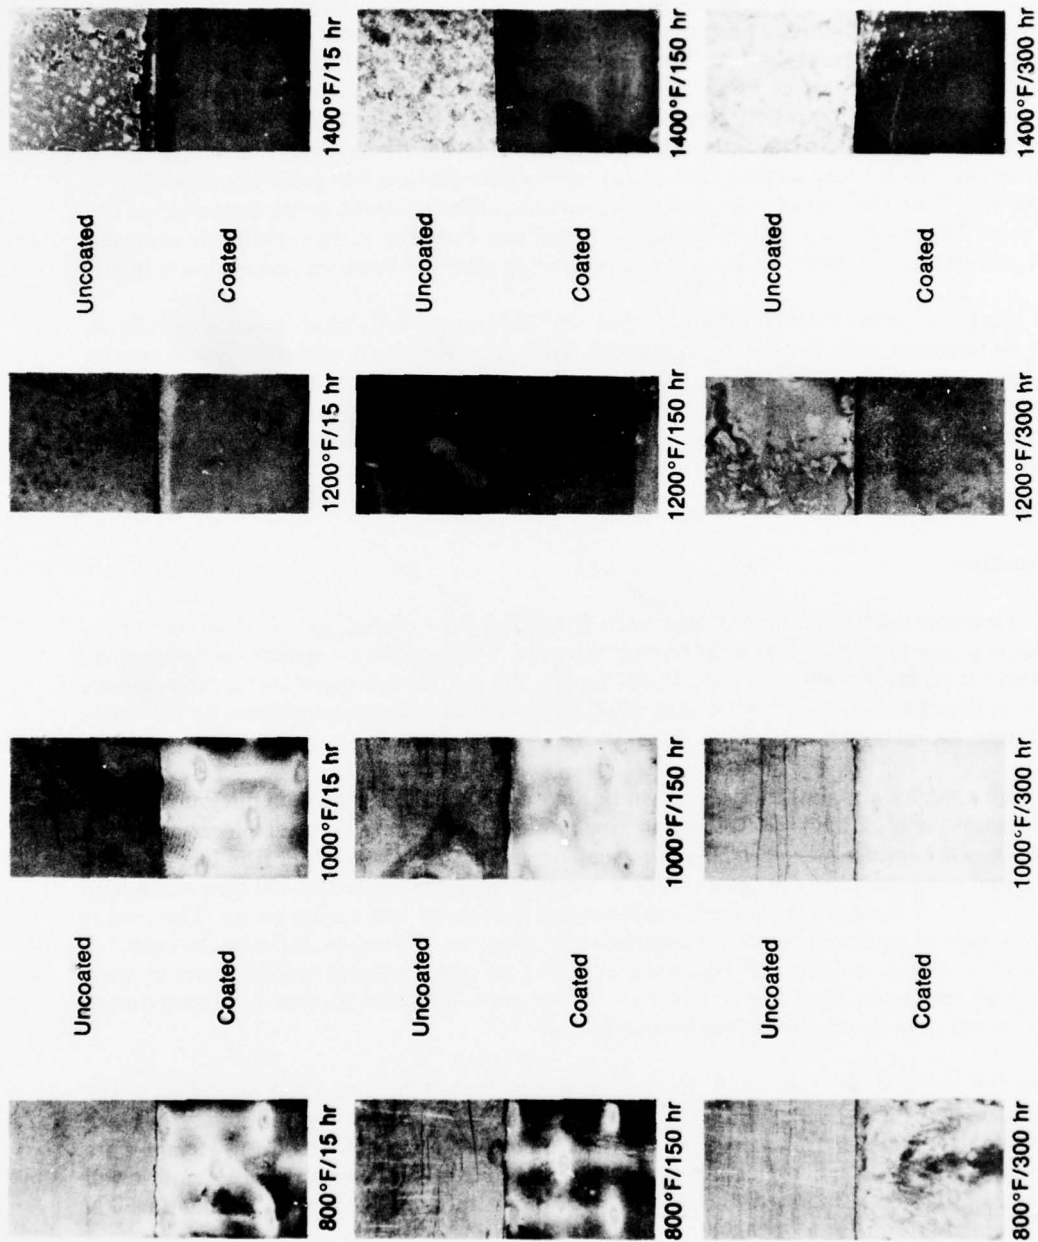 Uncoated
Uncoated
Coated
Coated
800°F/15 hr
1000°F/15 hr
1200°F/15 hr
1400°F/15 hr
Uncoated
Uncoated
Coated
Coated
800°F/150 hr
1000°F/150 hr
1200°F/150 hr
1400°F/150 hr
Uncoated
Uncoated
Coated
Coated
800°F/300 hr
1000°F/300 hr
1200°F/300 hr
1400°F/300 hr